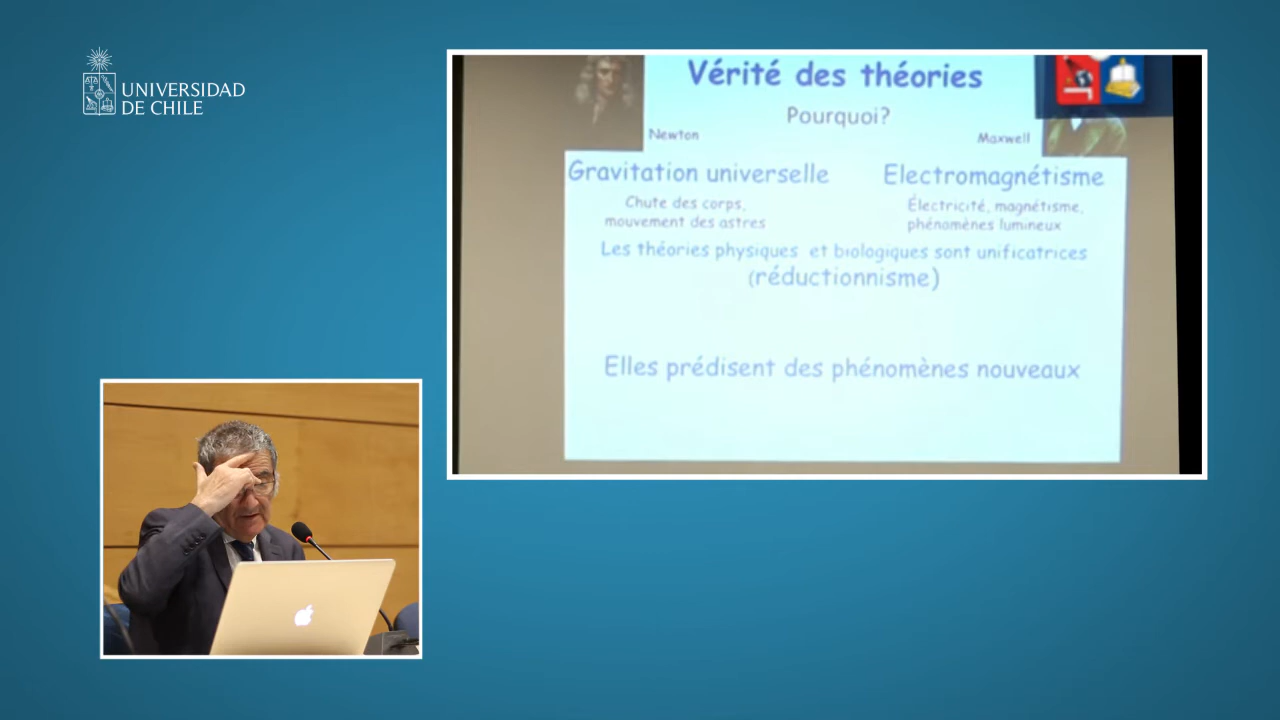 UNIVERSIDAD
DE CHILE
Vérité des théories
Pourquoi?
Newton
Maxwell
Gravitation universelle
Chute des corps,
mouvement des astres
Electromagnétisme
Électricité, magnétisme,
phénomènes lumineux
Les théories physiques et biologiques sont unificatrices
(réductionnisme)
Elles prédisent des phénomènes nouveaux